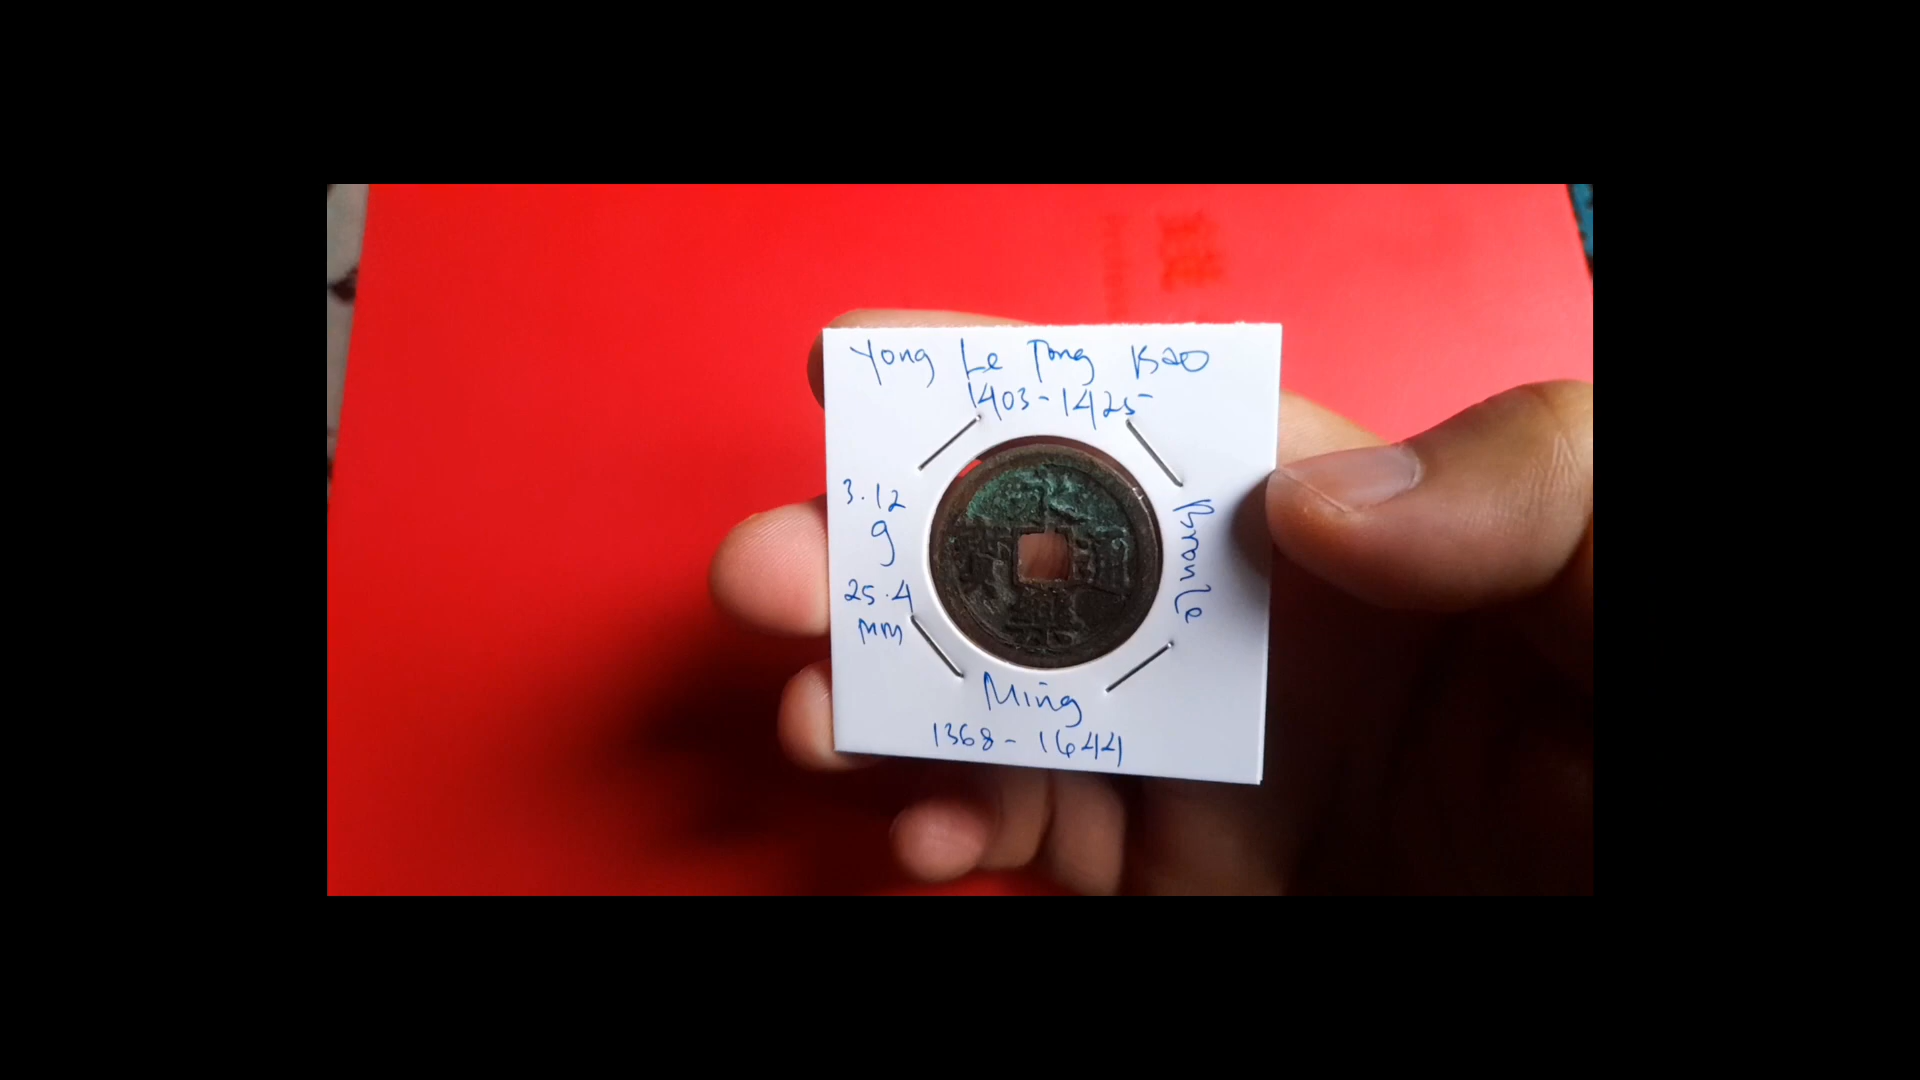 Yong Le Tong Bao
1403-1425
3.12
g
25.4
mm
Bronze
永樂通寶
Ming
1368-1644